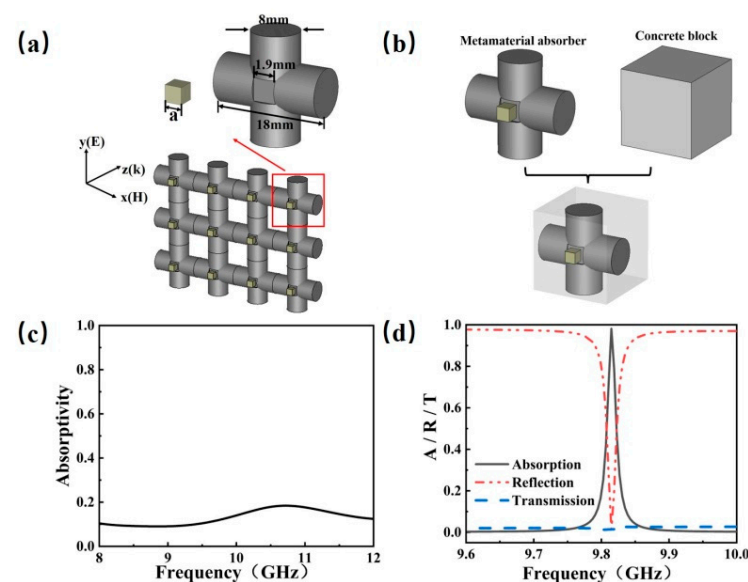 (a)
8mm
1.9mm
a
18mm
y(E)
z(k)
x(H)
(b)
Metamaterial absorber
Concrete block
(c)
1.0
0.8
0.6
0.4
0.2
0.0
Absorptivity
8 9 10 11 12
Frequency（GHz）
(d)
1.0
0.8
0.6
0.4
0.2
0.0
A / R / T
Absorption
Reflection
Transmission
9.6 9.7 9.8 9.9 10.0
Frequency（GHz）